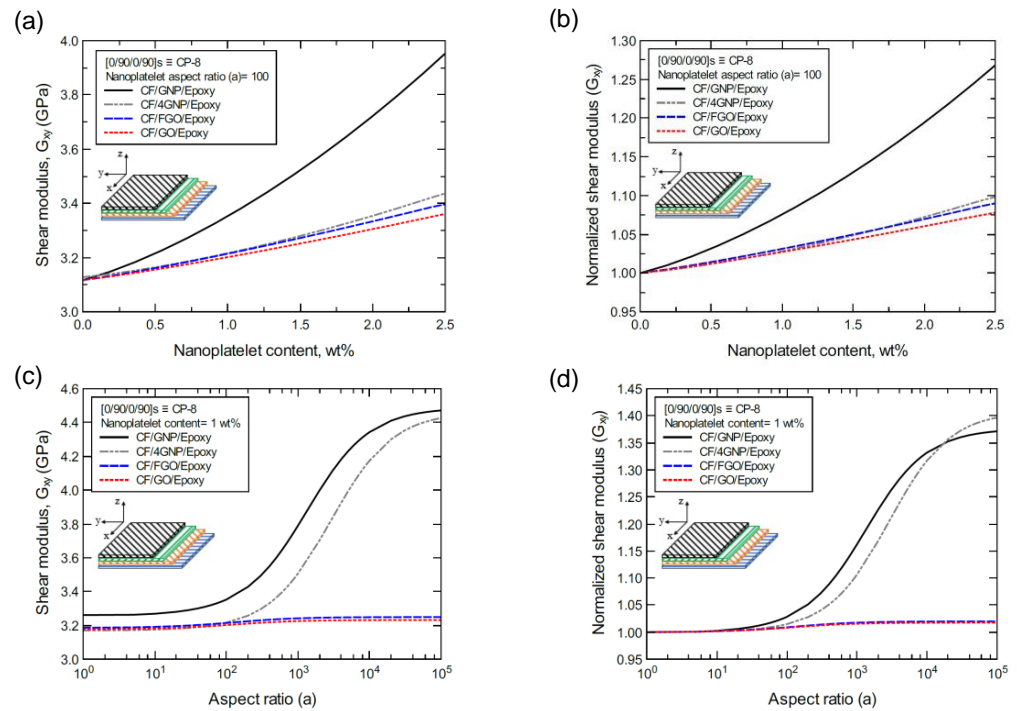 (a)
4.0
3.8
3.6
3.4
3.2
3.0
Shear modulus, Gxy (GPa)
[0/90/0/90]s ≡ CP-8
Nanoplatelet aspect ratio (a)= 100
CF/GNP/Epoxy
CF/4GNP/Epoxy
CF/FGO/Epoxy
CF/GO/Epoxy
z
y
x
0.0 0.5 1.0 1.5 2.0 2.5
Nanoplatelet content, wt%
(b)
1.30
1.25
1.20
1.15
1.10
1.05
1.00
0.95
Normalized shear modulus (Gxy)
[0/90/0/90]s ≡ CP-8
Nanoplatelet aspect ratio (a)= 100
CF/GNP/Epoxy
CF/4GNP/Epoxy
CF/FGO/Epoxy
CF/GO/Epoxy
z
y
x
0.0 0.5 1.0 1.5 2.0 2.5
Nanoplatelet content, wt%
(c)
4.6
4.4
4.2
4.0
3.8
3.6
3.4
3.2
3.0
Shear modulus, Gxy (GPa)
[0/90/0/90]s ≡ CP-8
Nanoplatelet content= 1 wt%
CF/GNP/Epoxy
CF/4GNP/Epoxy
CF/FGO/Epoxy
CF/GO/Epoxy
z
y
x
10⁰ 10¹ 10² 10³ 10⁴ 10⁵
Aspect ratio (a)
(d)
1.45
1.40
1.35
1.30
1.25
1.20
1.15
1.10
1.05
1.00
0.95
Normalized shear modulus (Gxy)
[0/90/0/90]s ≡ CP-8
Nanoplatelet content= 1 wt%
CF/GNP/Epoxy
CF/4GNP/Epoxy
CF/FGO/Epoxy
CF/GO/Epoxy
z
y
x
10⁰ 10¹ 10² 10³ 10⁴ 10⁵
Aspect ratio (a)